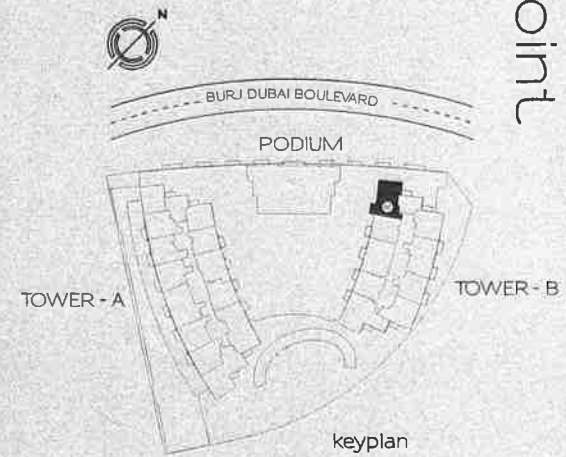 N
oint
BURJ DUBAI BOULEVARD
PODIUM
TOWER - A
TOWER - B
keyplan